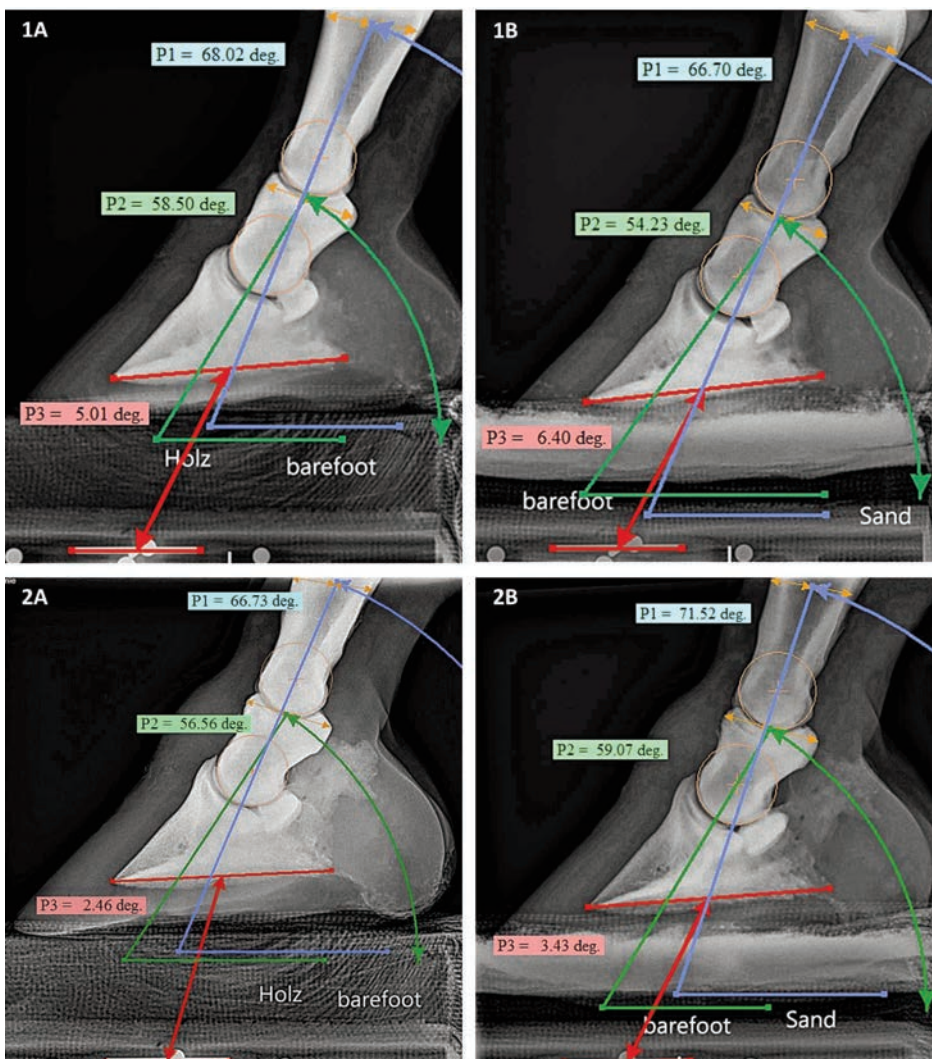 1A
P1 = 68.02 deg.
P2 = 58.50 deg.
P3 = 5.01 deg.
Holz
barefoot
1B
P1 = 66.70 deg.
P2 = 54.23 deg.
P3 = 6.40 deg.
barefoot
Sand
2A
P1 = 66.73 deg.
P2 = 56.56 deg.
P3 = 2.46 deg.
Holz
barefoot
2B
P1 = 71.52 deg.
P2 = 59.07 deg.
P3 = 3.43 deg.
barefoot
Sand